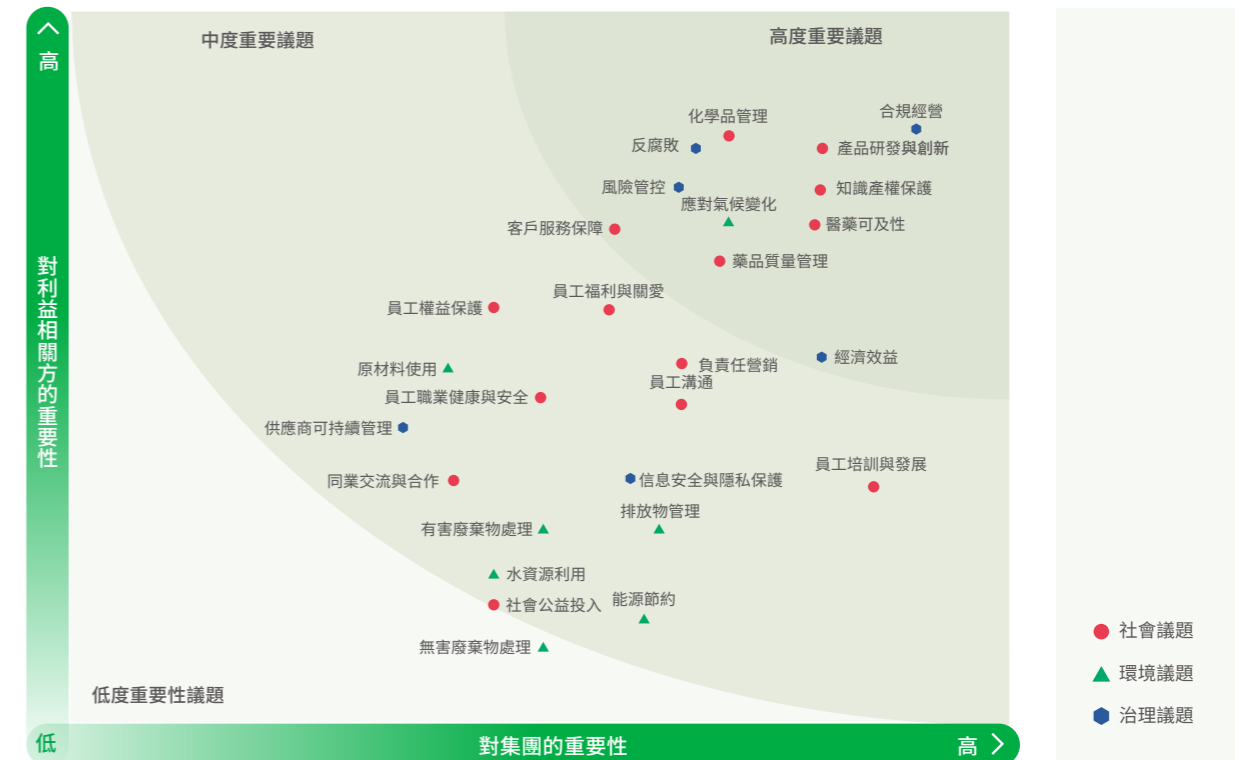 高
中度重要議題
高度重要議題
化學品管理
合規經營
反腐敗
產品研發與創新
風險管控
知識產權保護
應對氣候變化
客戶服務保障
醫藥可及性
藥品質量管理
對利益相關方的重要性
員工福利與關愛
員工權益保護
經濟效益
原材料使用
負責任營銷
員工溝通
員工職業健康與安全
供應商可持續管理
員工培訓與發展
同業交流與合作
信息安全與隱私保護
排放物管理
有害廢棄物處理
水資源利用
社會公益投入
能源節約
無害廢棄物處理
低度重要性議題
低
對集團的重要性
高
社會議題
環境議題
治理議題